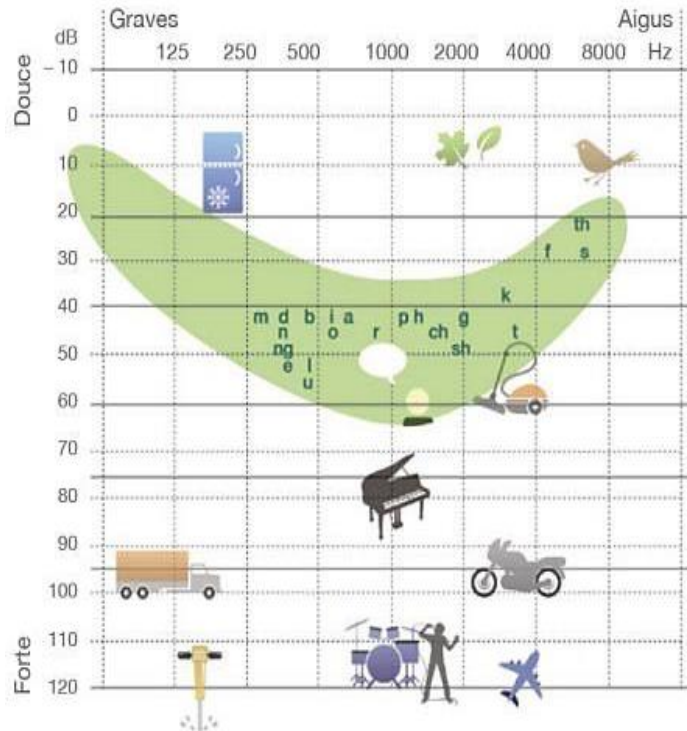 Graves Aigus
dB 125 250 500 1000 2000 4000 8000 Hz
Douce
- 10
0
10
20
th
30 f s
k
40 m d b i a p h g
n o r ch t
50 ng sh
e l
u
60
70
80
90
100
Forte
110
120